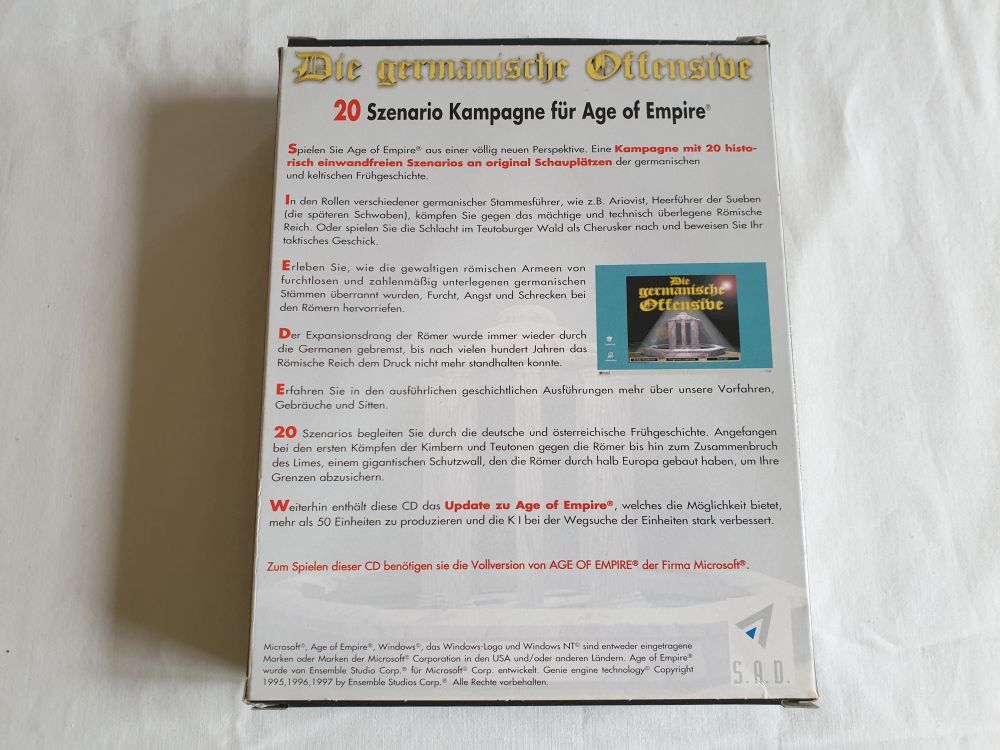 Die germanische Offensive
20 Szenario Kampagne für Age of Empire®
Spielen Sie Age of Empire® aus einer völlig neuen Perspektive. Eine Kampagne mit 20 histo-
risch einwandfreien Szenarios an original Schauplätzen der germanischen
und keltischen Frühgeschichte.
In den Rollen verschiedener germanischer Stammesführer, wie z.B. Ariovist, Heerführer der Sueben
(die späteren Schwaben), kämpfen Sie gegen das mächtige und technisch überlegene Römische
Reich. Oder spielen Sie die Schlacht im Teutoburger Wald als Cherusker nach und beweisen Sie Ihr
taktisches Geschick.
Erleben Sie, wie die gewaltigen römischen Armeen von
furchtlosen und zahlenmäßig unterlegenen germanischen
Stämmen überrannt wurden, Furcht, Angst und Schrecken bei
den Römern hervorriefen.
Die
germanische
Offensive
Der Expansionsdrang der Römer wurde immer wieder durch
die Germanen gebremst, bis nach vielen hundert Jahren das
Römische Reich dem Druck nicht mehr standhalten konnte.
Erfahren Sie in den ausführlichen geschichtlichen Ausführungen mehr über unsere Vorfahren,
Gebräuche und Sitten.
20 Szenarios begleiten Sie durch die deutsche und österreichische Frühgeschichte. Angefangen
bei den ersten Kämpfen der Kimbern und Teutonen gegen die Römer bis hin zum Zusammenbruch
des Limes, einem gigantischen Schutzwall, den die Römer durch halb Europa gebaut haben, um Ihre
Grenzen abzusichern.
Weiterhin enthält diese CD das Update zu Age of Empire®, welches die Möglichkeit bietet,
mehr als 50 Einheiten zu produzieren und die K I bei der Wegsuche der Einheiten stark verbessert.
Zum Spielen dieser CD benötigen sie die Vollversion von AGE OF EMPIRE® der Firma Microsoft®.
Microsoft®, Age of Empire®, Windows®, das Windows-Logo und Windows NT® sind entweder eingetragene
Marken oder Marken der Microsoft® Corporation in den USA und/oder anderen Ländern. Age of Empire®
wurde von Ensemble Studio Corp.® für Microsoft® Corp. entwickelt. Genie engine technology® Copyright
1995,1996,1997 by Ensemble Studios Corp.® Alle Rechte vorbehalten.
S.A.D.